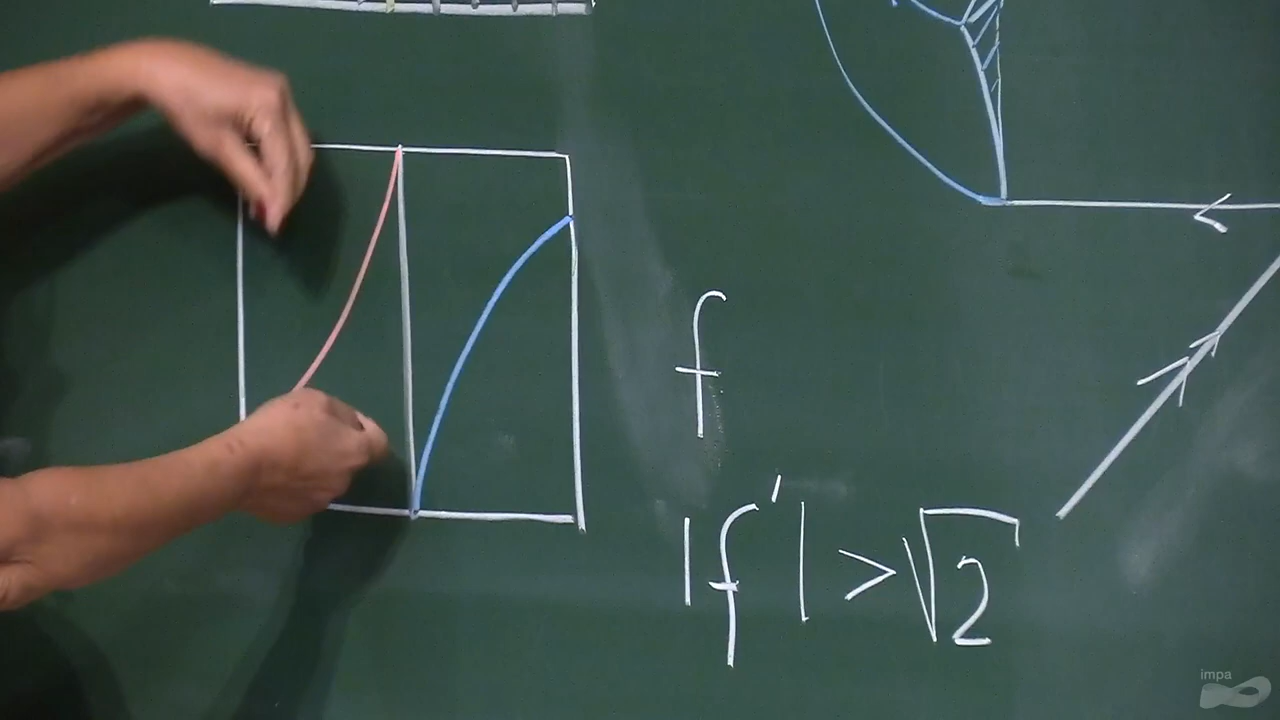 f
|f'| > √2
impa